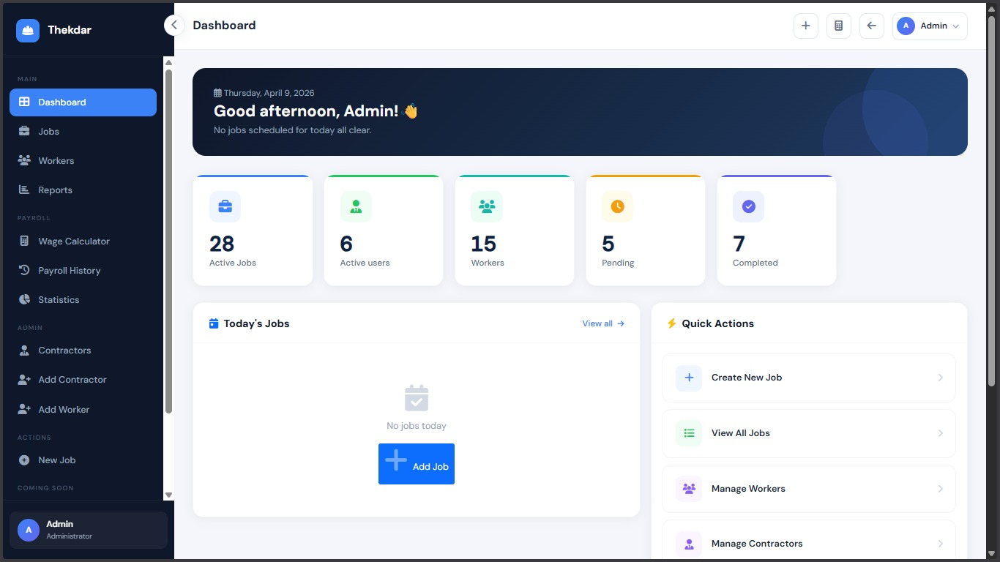 Thekdar
MAIN
Dashboard
Jobs
Workers
Reports
PAYROLL
Wage Calculator
Payroll History
Statistics
ADMIN
Contractors
Add Contractor
Add Worker
ACTIONS
New Job
COMING SOON
A
Admin
Administrator
Dashboard
A Admin
Thursday, April 9, 2026
Good afternoon, Admin! 👋
No jobs scheduled for today all clear.
28
Active Jobs
6
Active users
15
Workers
5
Pending
7
Completed
Today's Jobs
View all →
No jobs today
Add Job
Quick Actions
Create New Job
View All Jobs
Manage Workers
Manage Contractors